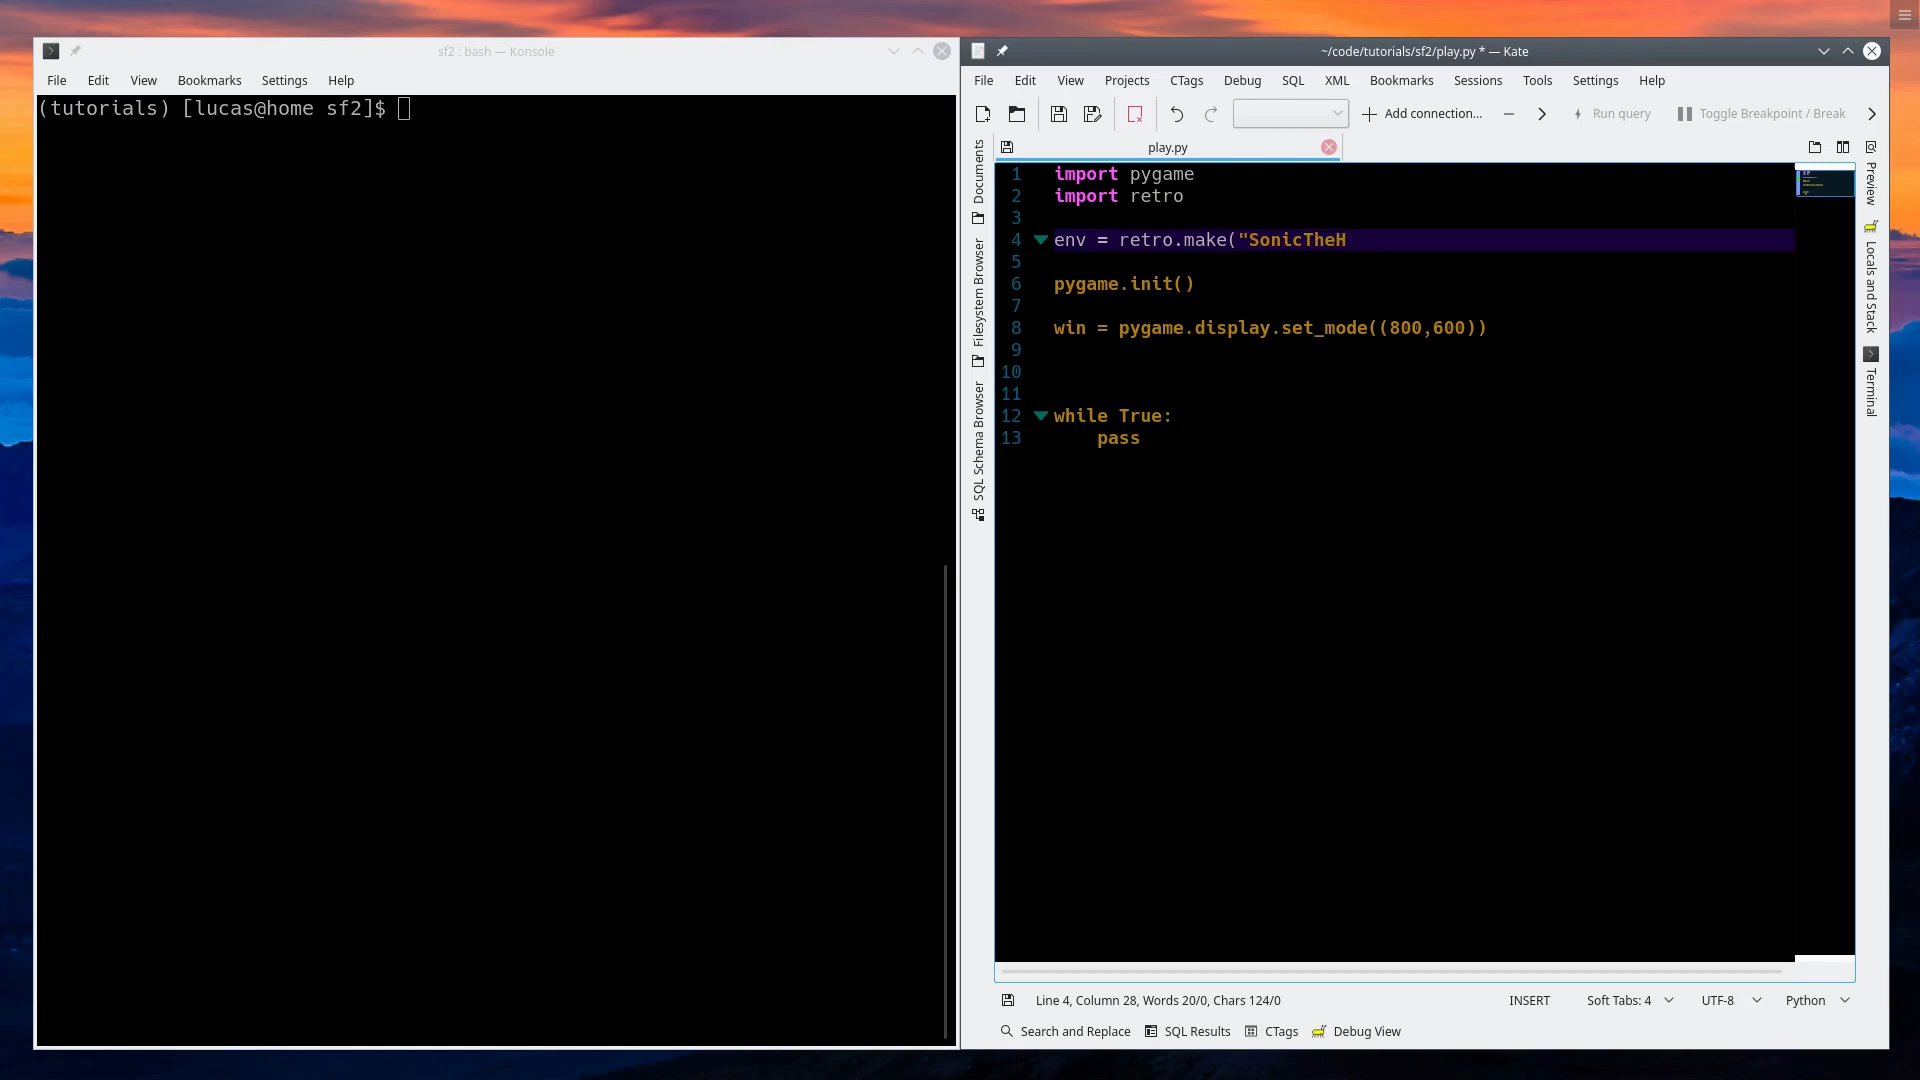 sf2 : bash — Konsole
File Edit View Bookmarks Settings Help
(tutorials) [lucas@home sf2]$
~/code/tutorials/sf2/play.py * — Kate
File Edit View Projects CTags Debug SQL XML Bookmarks Sessions Tools Settings Help
Add connection... Run query Toggle Breakpoint / Break
play.py
Documents
Filesystem Browser
SQL Schema Browser
1 import pygame
2 import retro
3
4 env = retro.make("SonicTheH
5
6 pygame.init()
7
8 win = pygame.display.set_mode((800,600))
9
10
11
12 while True:
13     pass
Preview
Locals and Stack
Terminal
Line 4, Column 28, Words 20/0, Chars 124/0 INSERT Soft Tabs: 4 UTF-8 Python
Search and Replace SQL Results CTags Debug View